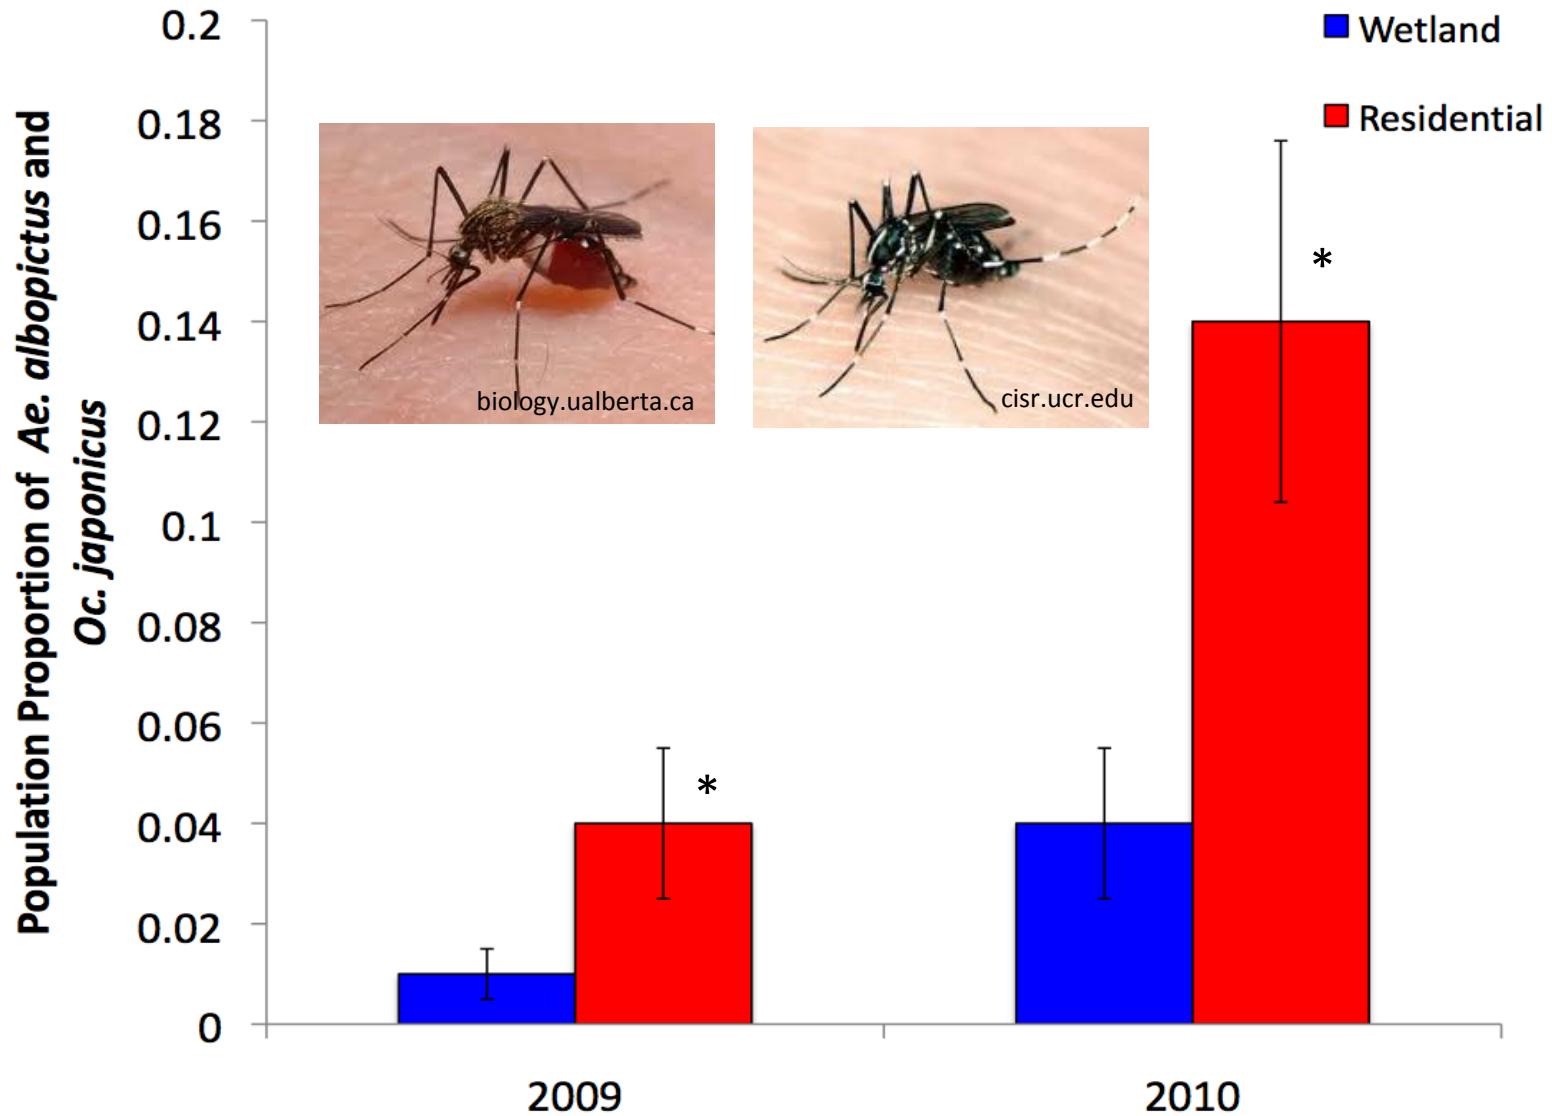 Population Proportion of Ae. albopictus and
Oc. japonicus
0.2
0.18
0.16
0.14
0.12
0.1
0.08
0.06
0.04
0.02
0
Wetland
Residential
biology.ualberta.ca
cisr.ucr.edu
*
*
2009
2010